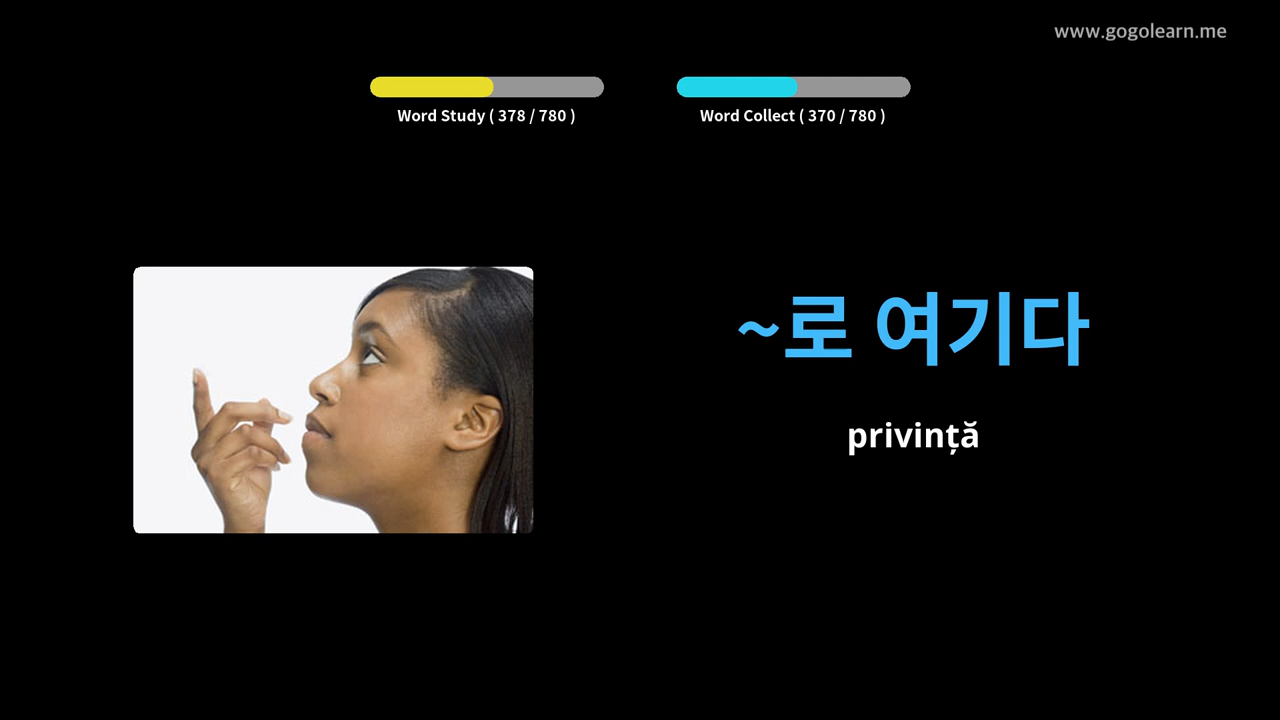 www.gogolearn.me
Word Study ( 378 / 780 )
Word Collect ( 370 / 780 )
~로 여기다
privință